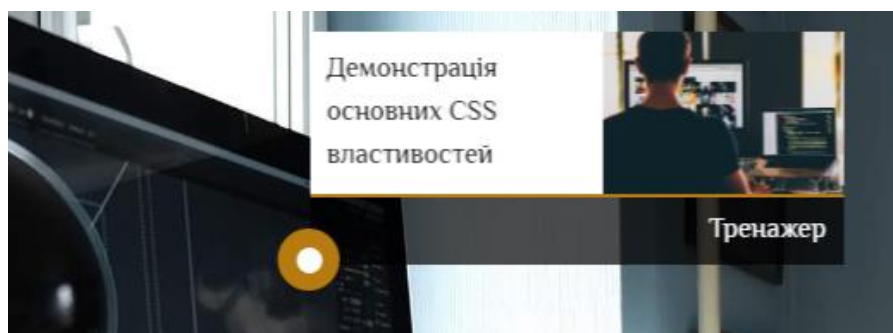 Демонстрація
основних CSS
властивостей
Тренажер